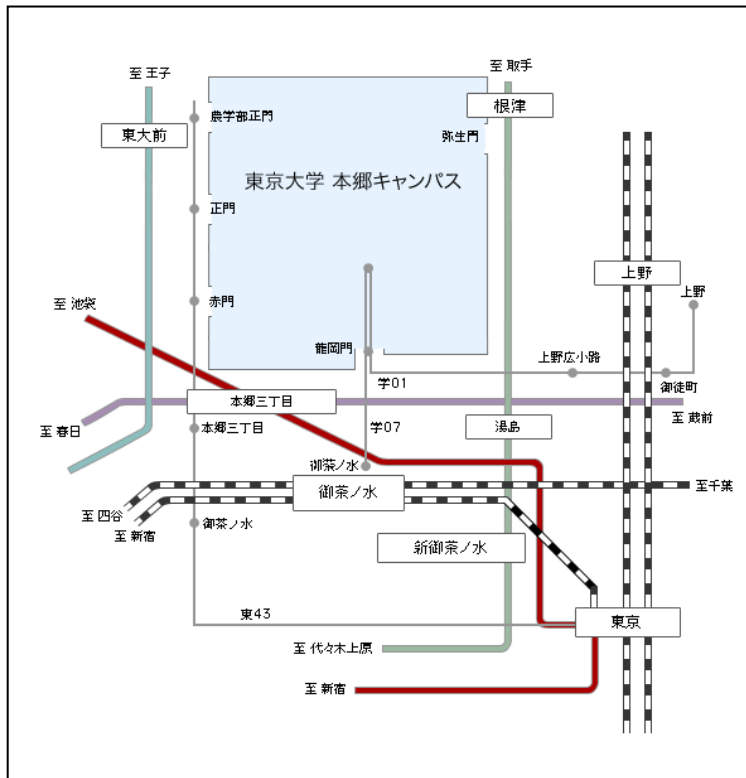 至 王子
至 取手
根津
農学部正門
東大前
弥生門
東京大学 本郷キャンパス
正門
上野
上野
至 池袋
赤門
龍岡門
上野広小路
学01
御徒町
本郷三丁目
至 蔵前
至 春日
本郷三丁目
学07
湯島
御茶ノ水
御茶ノ水
至千葉
至 四谷
至 新宿
御茶ノ水
新御茶ノ水
東43
東京
至 代々木上原
至 新宿